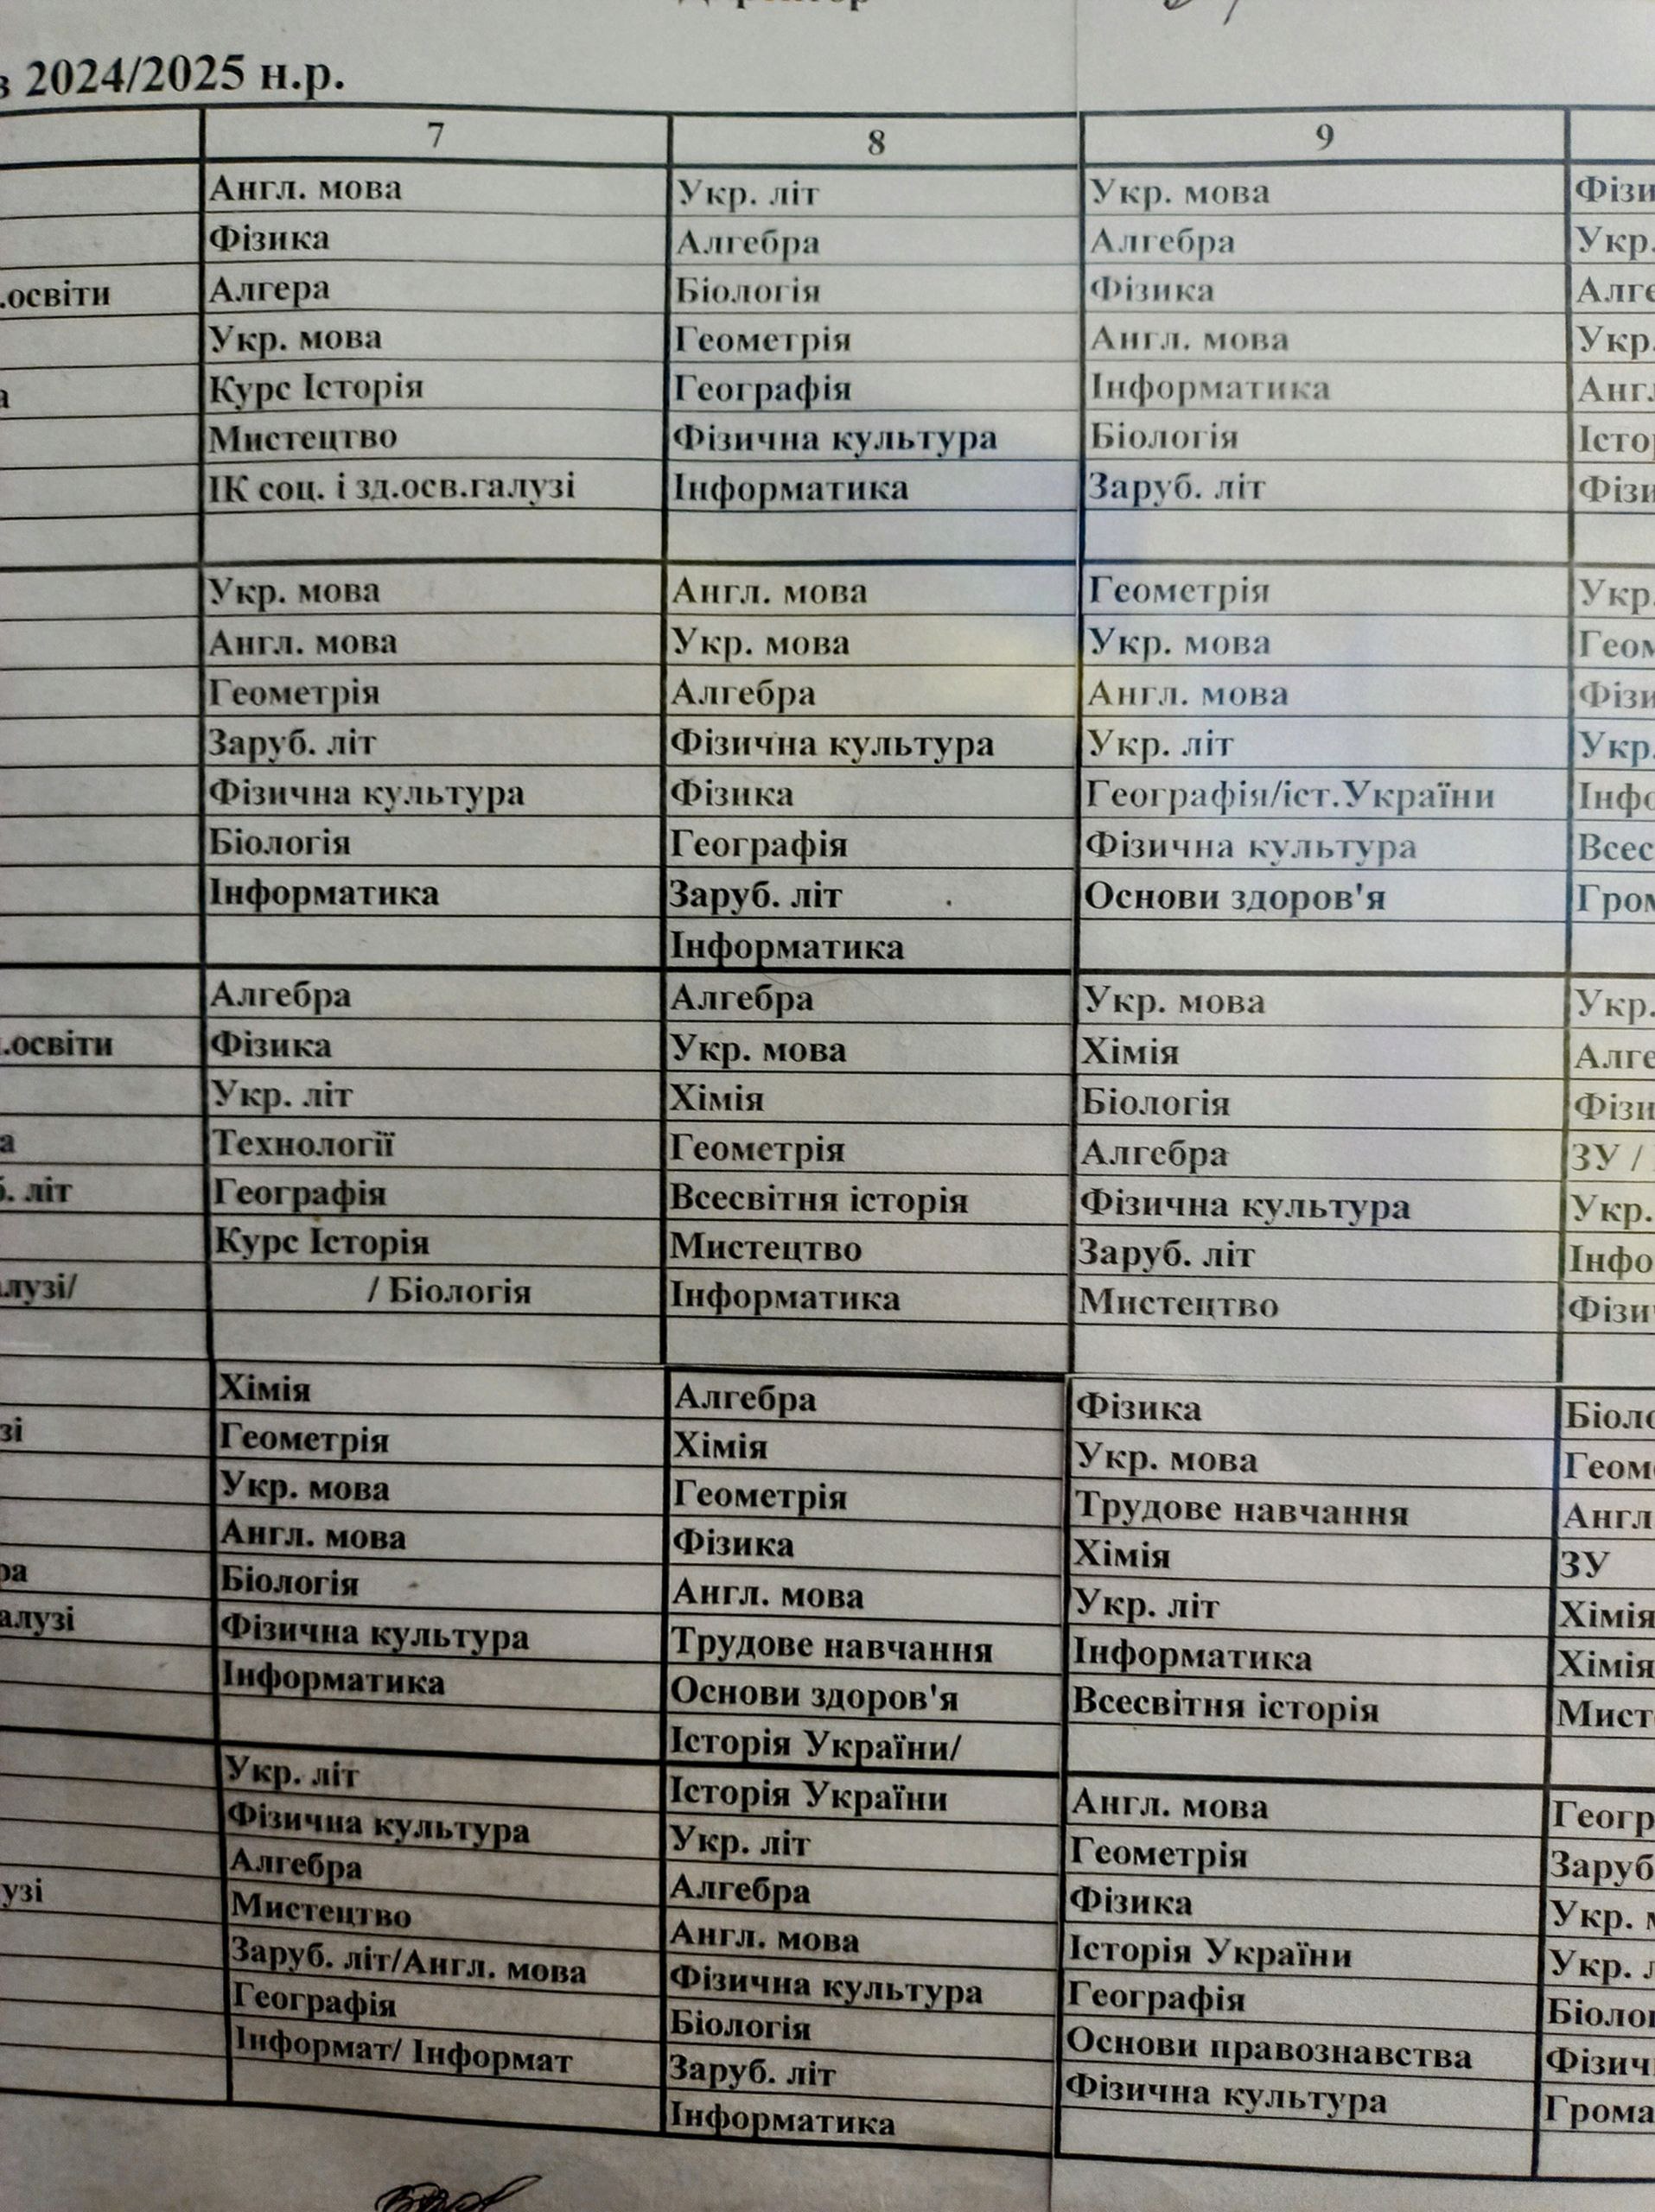 в 2024/2025 н.р.
7 8 9
Англ. мова Укр. літ Укр. мова Фізи
Фізика Алгебра Алгебра Укр.
.освіти Алгера Біологія Фізика Алге
Укр. мова Геометрія Англ. мова Укр.
а Курс Історія Географія Інформатика Англ
Мистецтво Фізична культура Біологія Істо
ІК соц. і зд.осв.галузі Інформатика Заруб. літ Фізи
Укр. мова Англ. мова Геометрія Укр.
Англ. мова Укр. мова Укр. мова Геом
Геометрія Алгебра Англ. мова Фізи
Заруб. літ Фізична культура Укр. літ Укр.
Фізична культура Фізика Географія/іст.України Інфо
Біологія Географія Фізична культура Всес
Інформатика Заруб. літ Основи здоров'я Гром
Інформатика
Алгебра Алгебра Укр. мова Укр.
.освіти Фізика Укр. мова Хімія Алге
Укр. літ Хімія Біологія Фізи
а Технології Геометрія Алгебра ЗУ /
б. літ Географія Всесвітня історія Фізична культура Укр.
Курс Історія Мистецтво Заруб. літ Інфо
лузі/ / Біологія Інформатика Мистецтво Фізи
Хімія Алгебра Фізика Біоло
зі Геометрія Хімія Укр. мова Геом
Укр. мова Геометрія Трудове навчання Англ
Англ. мова Фізика Хімія ЗУ
ра Біологія Англ. мова Укр. літ Хімія
алузі Фізична культура Трудове навчання Інформатика Хімія
Інформатика Основи здоров'я Всесвітня історія Мист
Історія України/
Укр. літ Історія України Англ. мова Геогр
Фізична культура Укр. літ Геометрія Заруб
Алгебра Алгебра Фізика Укр. м
узі Мистецтво Англ. мова Історія України Укр. л
Заруб. літ/Англ. мова Фізична культура Географія Біолог
Географія Біологія Основи правознавства Фізич
Інформат/ Інформат Заруб. літ Фізична культура Грома
Інформатика